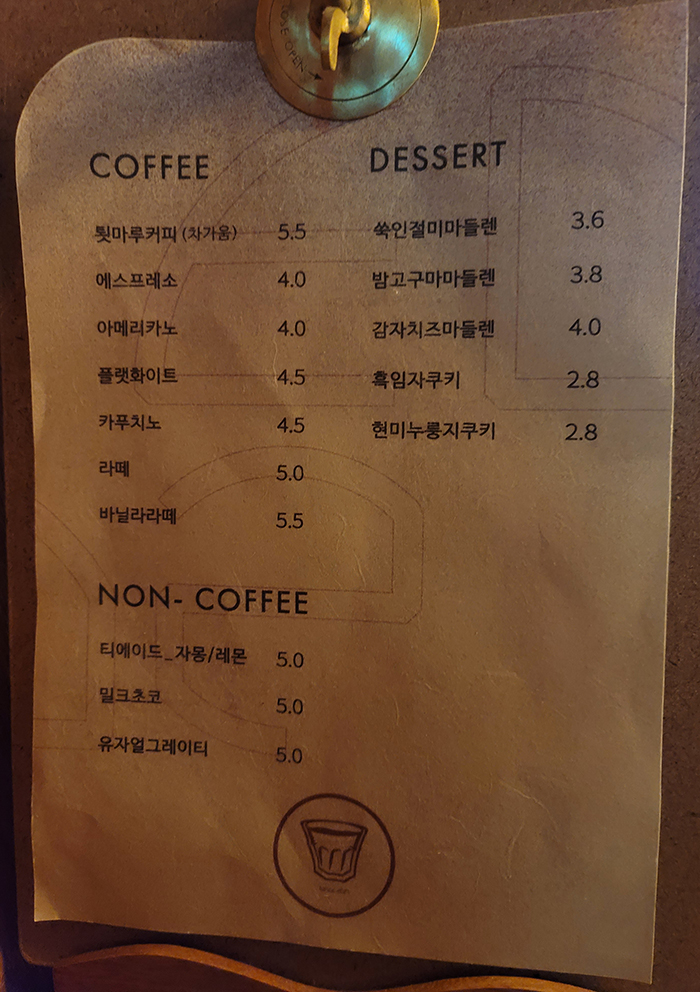 COFFEE
툇마루커피 (차가움) 5.5
에스프레소 4.0
아메리카노 4.0
플랫화이트 4.5
카푸치노 4.5
라떼 5.0
바닐라라떼 5.5
NON- COFFEE
티에이드_자몽/레몬 5.0
밀크초코 5.0
유자얼그레이티 5.0
DESSERT
쑥인절미마들렌 3.6
밤고구마마들렌 3.8
감자치즈마들렌 4.0
흑임자쿠키 2.8
현미누룽지쿠키 2.8